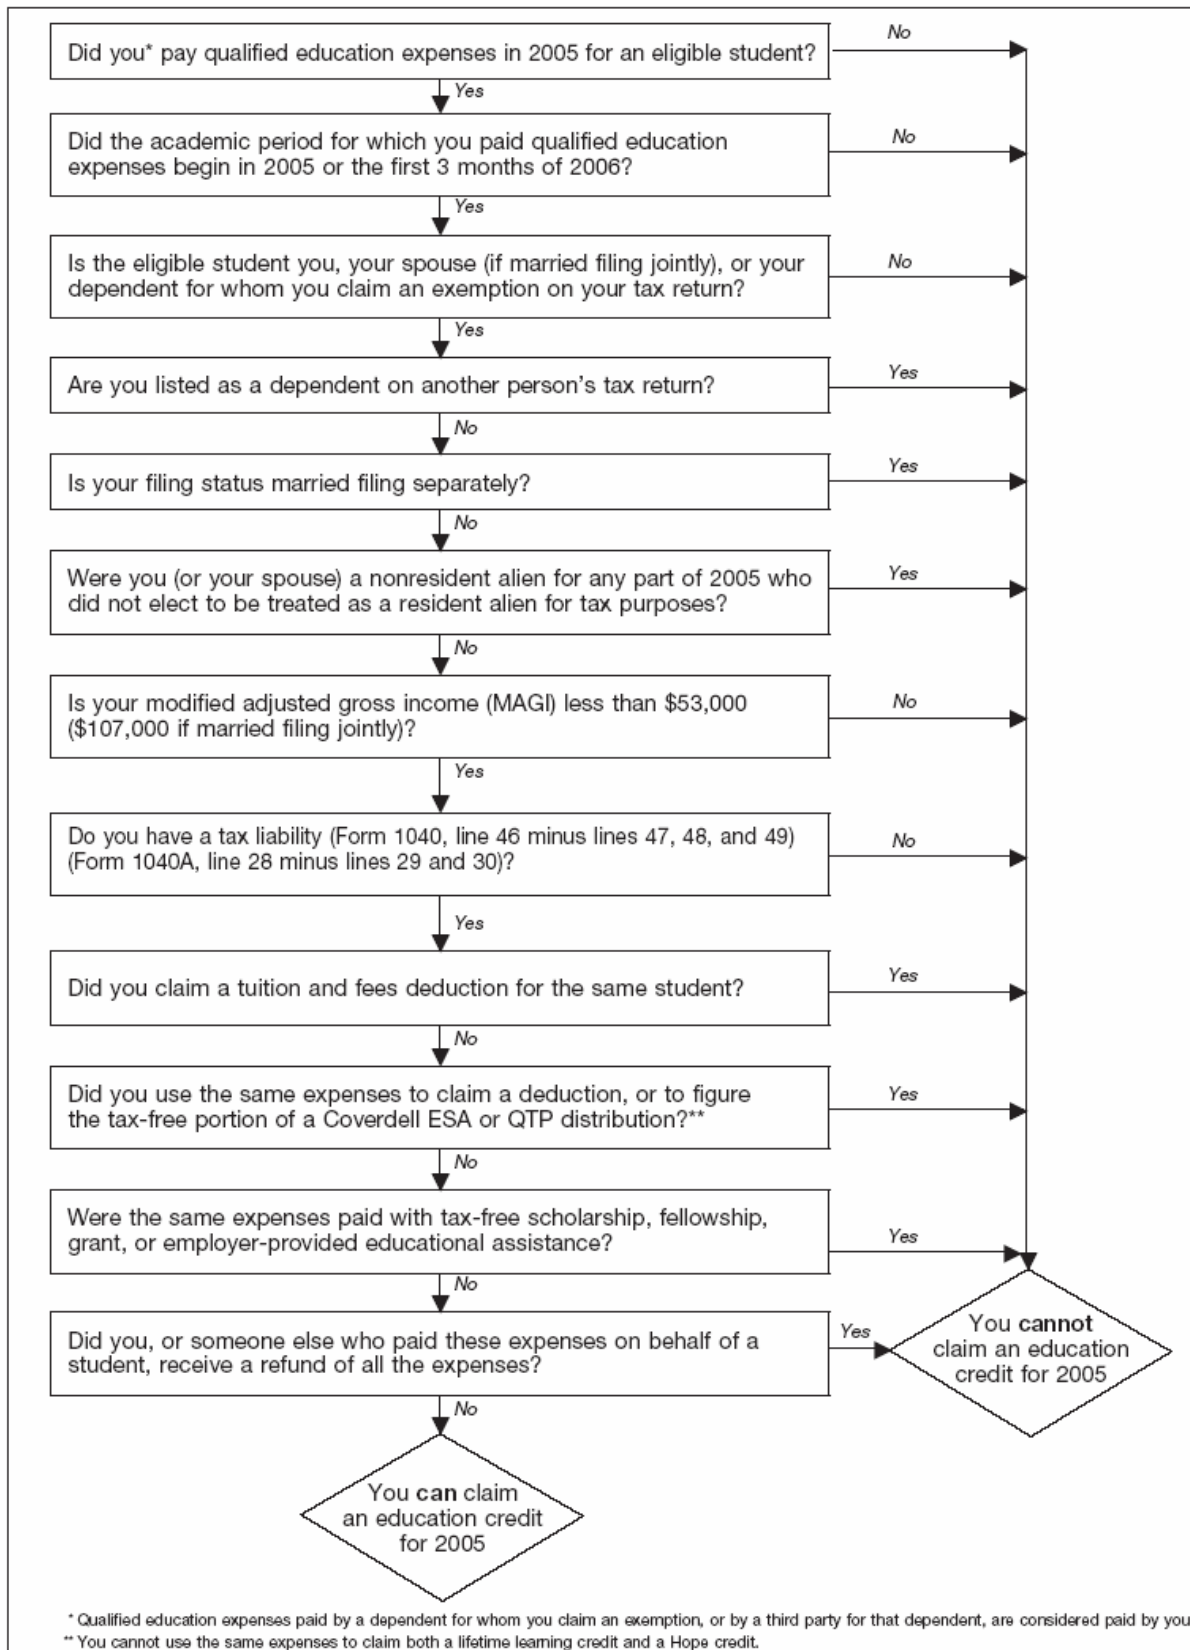 Did you* pay qualified education expenses in 2005 for an eligible student?
No
Yes
Did the academic period for which you paid qualified education
expenses begin in 2005 or the first 3 months of 2006?
No
Yes
Is the eligible student you, your spouse (if married filing jointly), or your
dependent for whom you claim an exemption on your tax return?
No
Yes
Are you listed as a dependent on another person's tax return?
Yes
No
Is your filing status married filing separately?
Yes
No
Were you (or your spouse) a nonresident alien for any part of 2005 who
did not elect to be treated as a resident alien for tax purposes?
Yes
No
Is your modified adjusted gross income (MAGI) less than $53,000
($107,000 if married filing jointly)?
No
Yes
Do you have a tax liability (Form 1040, line 46 minus lines 47, 48, and 49)
(Form 1040A, line 28 minus lines 29 and 30)?
No
Yes
Did you claim a tuition and fees deduction for the same student?
Yes
No
Did you use the same expenses to claim a deduction, or to figure
the tax-free portion of a Coverdell ESA or QTP distribution?**
Yes
No
Were the same expenses paid with tax-free scholarship, fellowship,
grant, or employer-provided educational assistance?
Yes
No
Did you, or someone else who paid these expenses on behalf of a
student, receive a refund of all the expenses?
Yes
You cannot
claim an education
credit for 2005
No
You can claim
an education credit
for 2005
* Qualified education expenses paid by a dependent for whom you claim an exemption, or by a third party for that dependent, are considered paid by you
** You cannot use the same expenses to claim both a lifetime learning credit and a Hope credit.